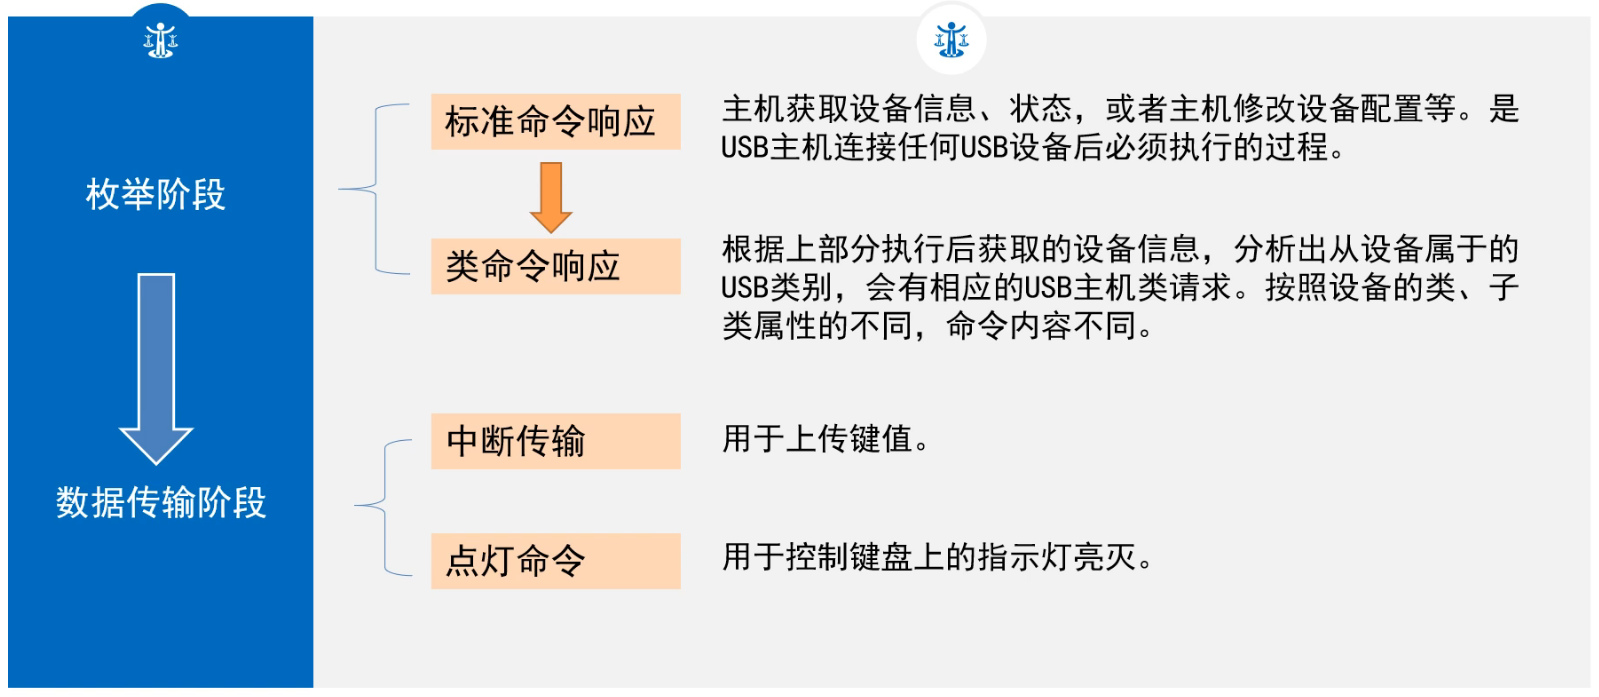 枚举阶段
数据传输阶段
标准命令响应
主机获取设备信息、状态，或者主机修改设备配置等。是
USB主机连接任何USB设备后必须执行的过程。
类命令响应
根据上部分执行后获取的设备信息，分析出从设备属于的
USB类别，会有相应的USB主机类请求。按照设备的类、子
类属性的不同，命令内容不同。
中断传输
用于上传键值。
点灯命令
用于控制键盘上的指示灯亮灭。